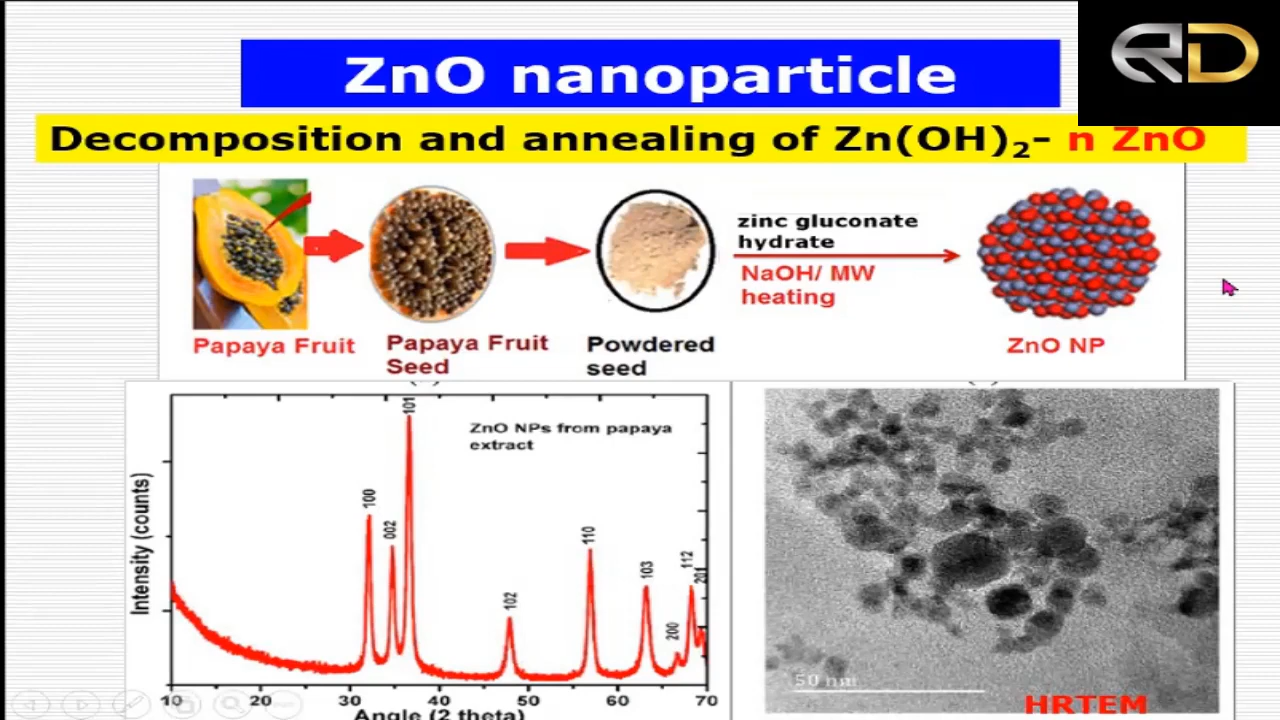 RD
ZnO nanoparticle
Decomposition and annealing of Zn(OH)₂- n ZnO
zinc gluconate
hydrate
NaOH/ MW
heating
Papaya Fruit
Papaya Fruit
Seed
Powdered
seed
ZnO NP
ZnO NPs from papaya
extract
Intensity (counts)
100
002
101
102
110
103
200
112
201
10
20
30
40
50
60
70
Angle (2 theta)
50 nm
HRTEM